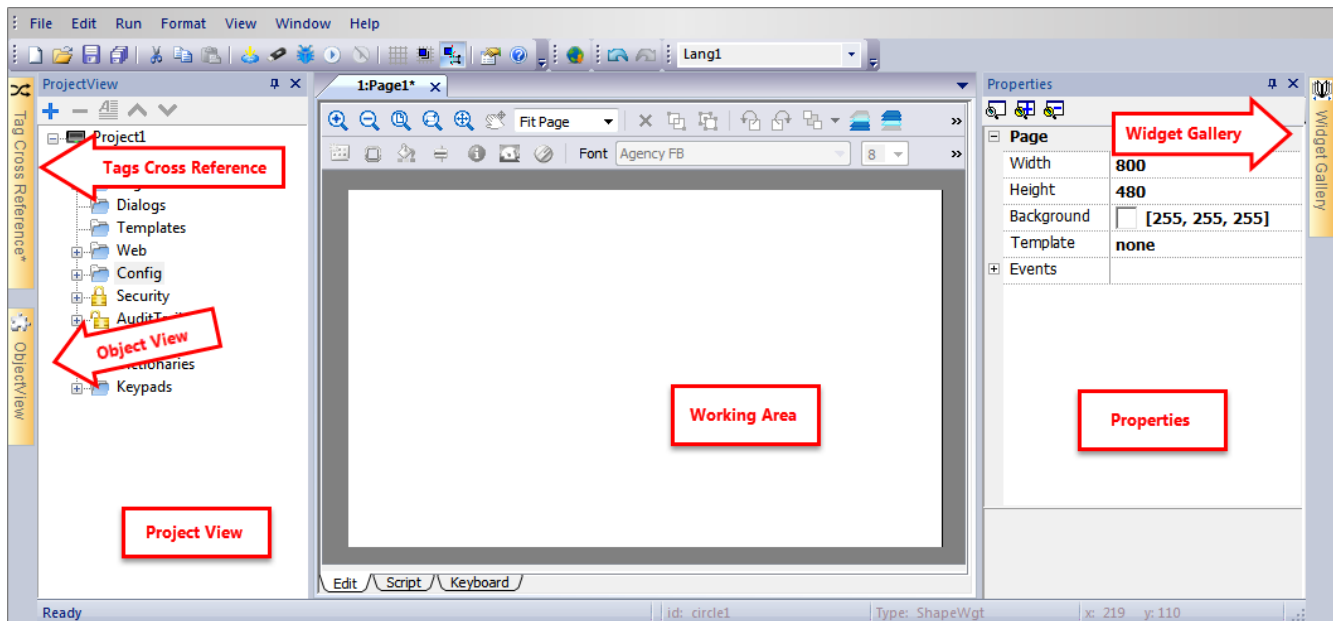 File Edit Run Format View Window Help
Lang1
Tag Cross Reference*
ObjectView
ProjectView
Project1
Tags Cross Reference
Dialogs
Templates
Web
Config
Security
Object View
Keypads
Project View
1:Page1*
Fit Page
Font Agency FB 8
Working Area
Edit Script Keyboard
Properties
Page
Width 800
Height 480
Background [255, 255, 255]
Template none
Events
Widget Gallery
Properties
Widget Gallery
Ready id: circle1 Type: ShapeWgt x: 219 y: 110